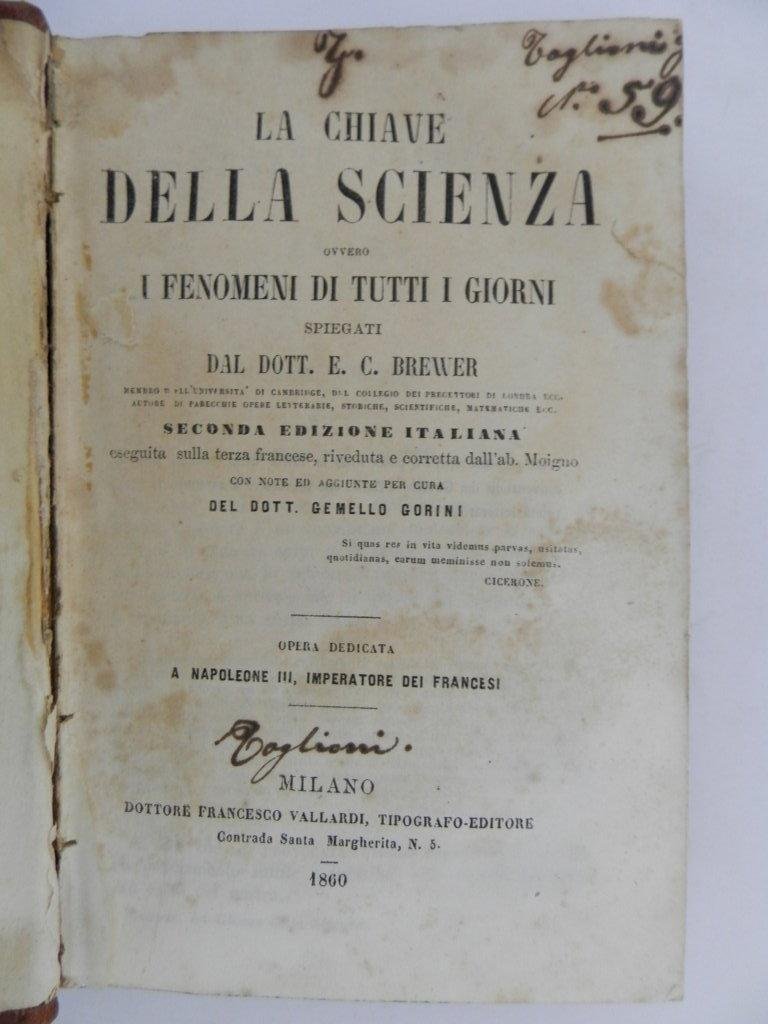 T.
Taglioni
N.º 59.
LA CHIAVE
DELLA SCIENZA
OVVERO
I FENOMENI DI TUTTI I GIORNI
SPIEGATI
DAL DOTT. E. C. BREWER
MEMBRO DELL'UNIVERSITA' DI CAMBRIDGE, DEL COLLEGIO DEI PRECETTORI DI LONDRA ECC.
AUTORE DI PARECCHIE OPERE LETTERARIE, STORICHE, SCIENTIFICHE, MATEMATICHE ECC.
SECONDA EDIZIONE ITALIANA
eseguita sulla terza francese, riveduta e corretta dall'ab. Moigno
CON NOTE ED AGGIUNTE PER CURA
DEL DOTT. GEMELLO GORINI
Si quas res in vita videmus parvas, usitatas,
quotidianas, earum meminisse non solemus.
CICERONE.
OPERA DEDICATA
A NAPOLEONE III, IMPERATORE DEI FRANCESI
Taglioni.
MILANO
DOTTORE FRANCESCO VALLARDI, TIPOGRAFO-EDITORE
Contrada Santa Margherita, N. 5.
1860